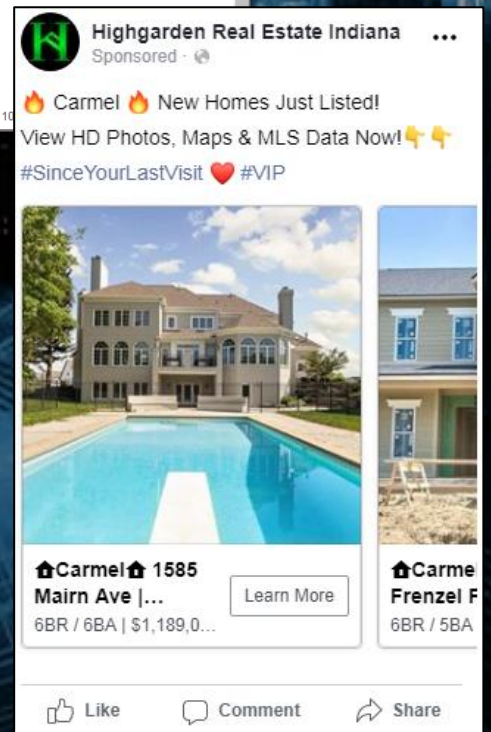 Highgarden Real Estate Indiana
Sponsored ·
🔥 Carmel 🔥 New Homes Just Listed!
View HD Photos, Maps & MLS Data Now!👇👇
#SinceYourLastVisit ❤️ #VIP
🏠Carmel🏠 1585
Mairn Ave |...
6BR / 6BA | $1,189,0...
Learn More
🏠Carme
Frenzel
6BR / 5BA
Like
Comment
Share